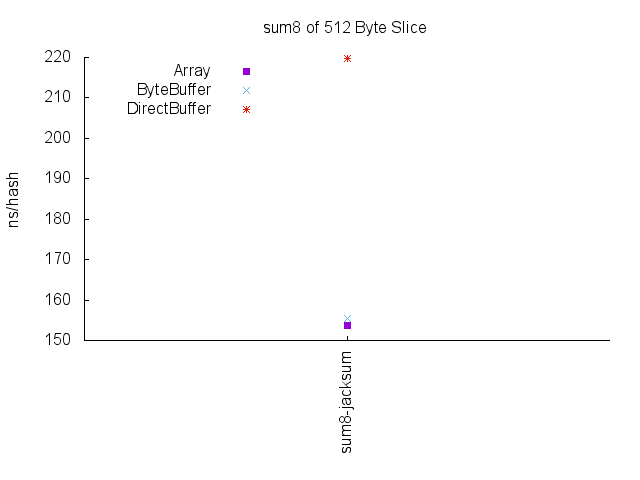 sum8 of 512 Byte Slice
220
210
200
190
180
170
160
150
ns/hash
Array
ByteBuffer
DirectBuffer
sum8-jacksum